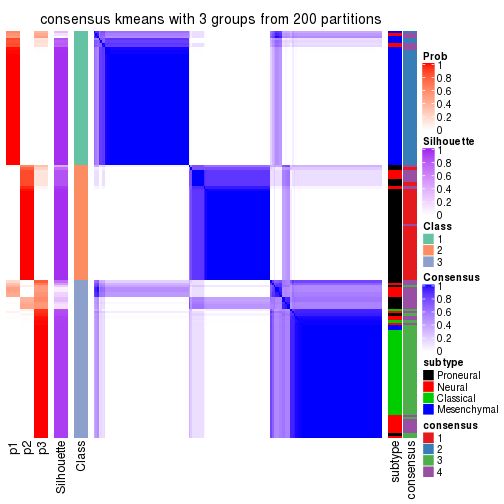 consensus kmeans with 3 groups from 200 partitions
Prob
1
0.8
0.6
0.4
0.2
0
Silhouette
1
0.8
0.6
0.4
0.2
0
Class
1
2
3
Consensus
1
0.8
0.6
0.4
0.2
0
subtype
Proneural
Neural
Classical
Mesenchymal
consensus
1
2
3
4
p1
p2
p3
Silhouette
Class
subtype
consensus